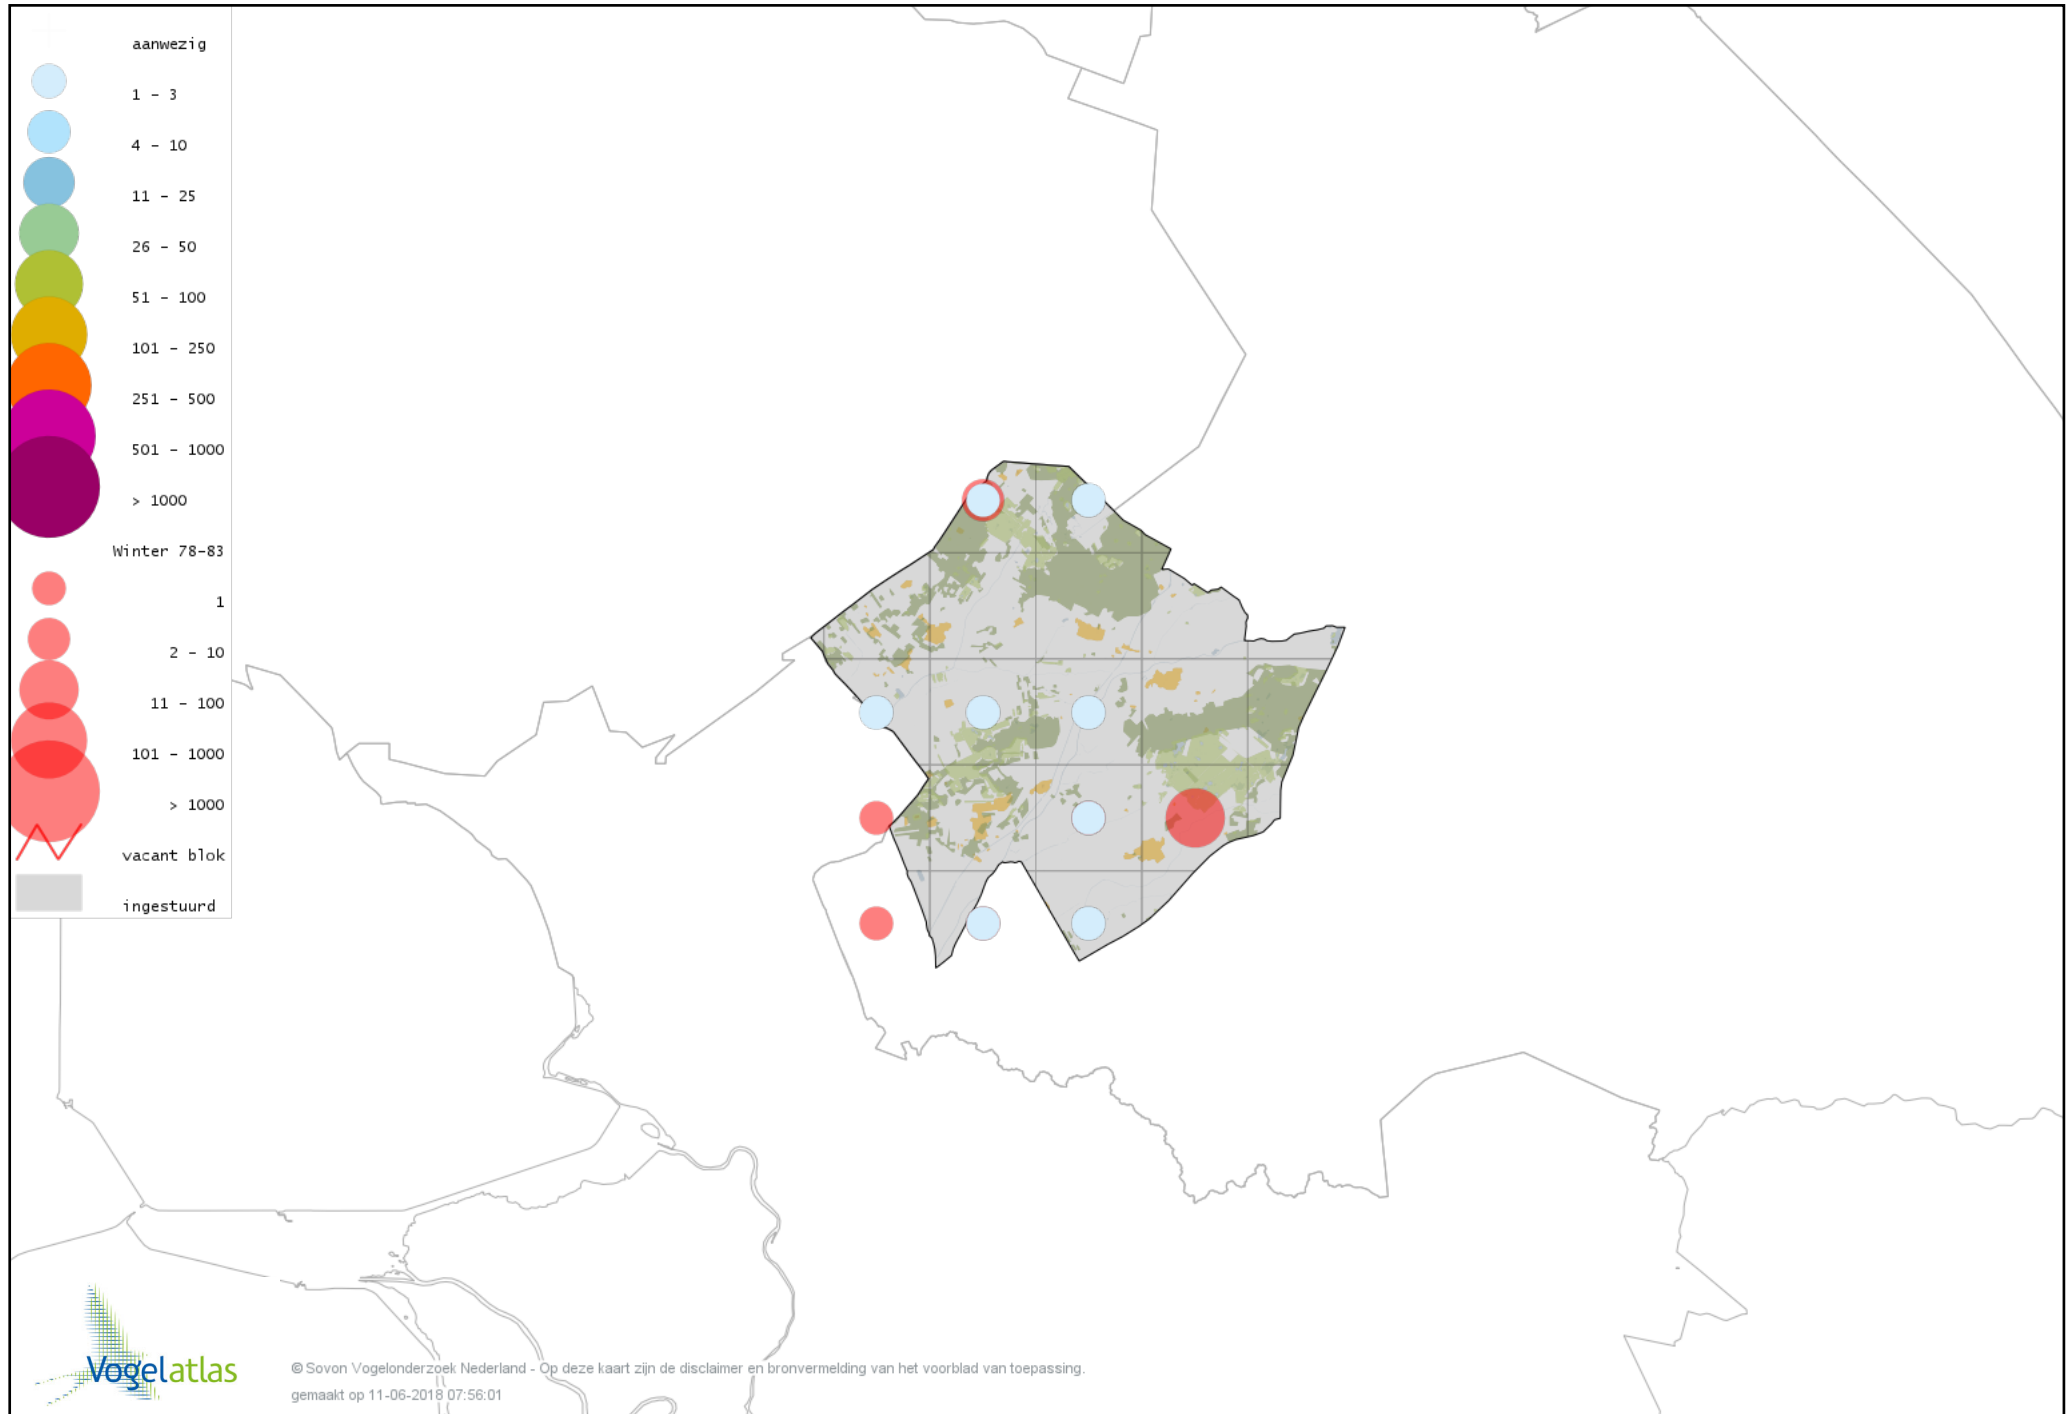 aanwezig
1 – 3
4 – 10
11 – 25
26 – 50
51 – 100
101 – 250
251 – 500
501 – 1000
> 1000
Winter 78-83
1
2 – 10
11 – 100
101 – 1000
> 1000
vacant blok
ingestuurd
Vogelatlas
© Sovon Vogelonderzoek Nederland - Op deze kaart zijn de disclaimer en bronvermelding van het voorblad van toepassing.
gemaakt op 11-06-2018 07:56:01